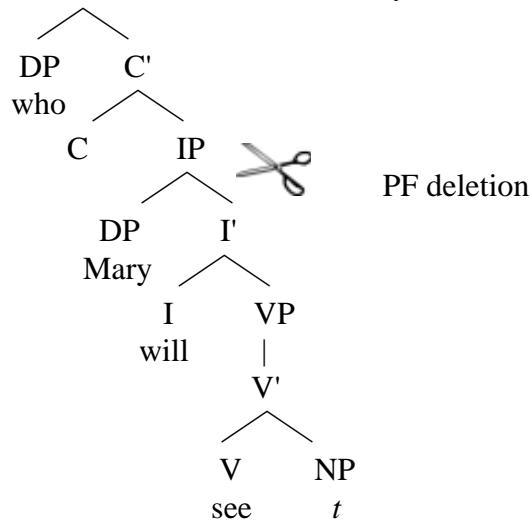 DP C'
who
C IP
PF deletion
DP I'
Mary
I VP
will
V'
V NP
see t